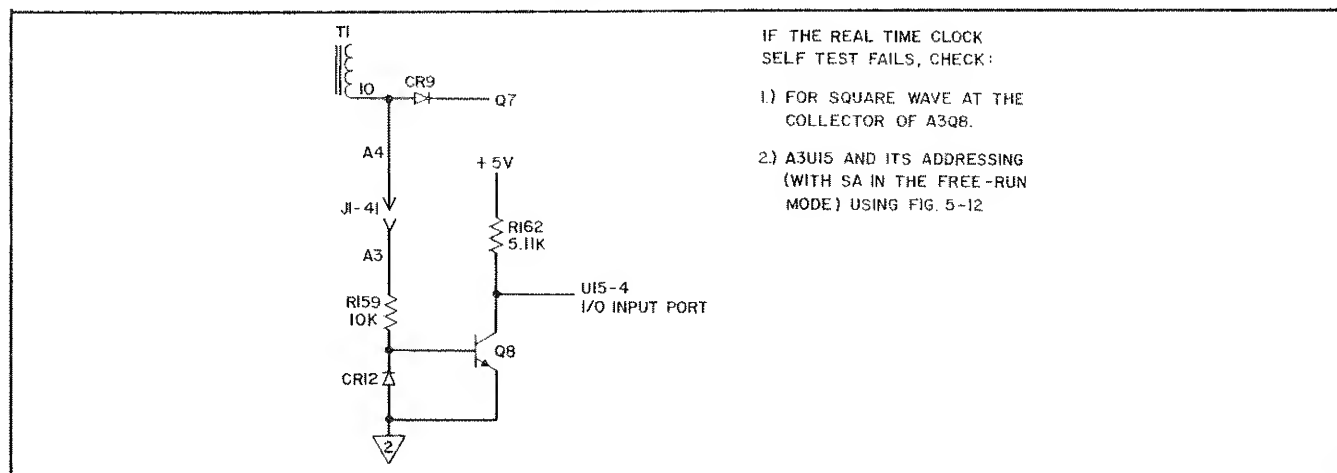 T1
10
CR9
Q7
A4
+5V
J1-41
R162
5.11K
A3
U15-4
I/O INPUT PORT
R159
10K
Q8
CR12
2
IF THE REAL TIME CLOCK
SELF TEST FAILS, CHECK:
1.) FOR SQUARE WAVE AT THE
COLLECTOR OF A3Q8.
2.) A3U15 AND ITS ADDRESSING
(WITH SA IN THE FREE-RUN
MODE) USING FIG. 5-12